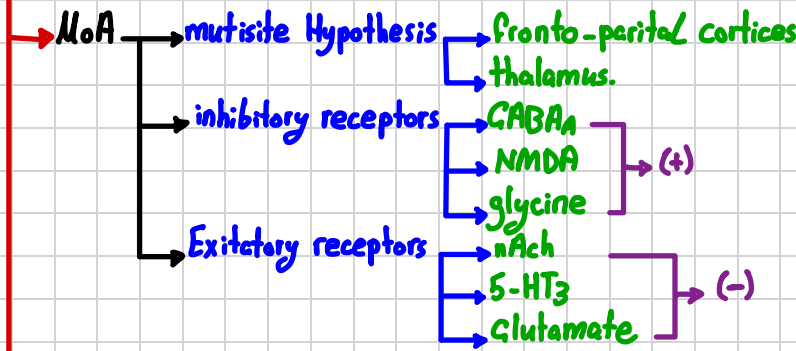 MoA mutisite Hypothesis fronto-parital cortices
thalamus.
inhibitory receptors GABAA
NMDA (+)
glycine
Exitatory receptors nAch
5-HT3 (-)
Glutamate